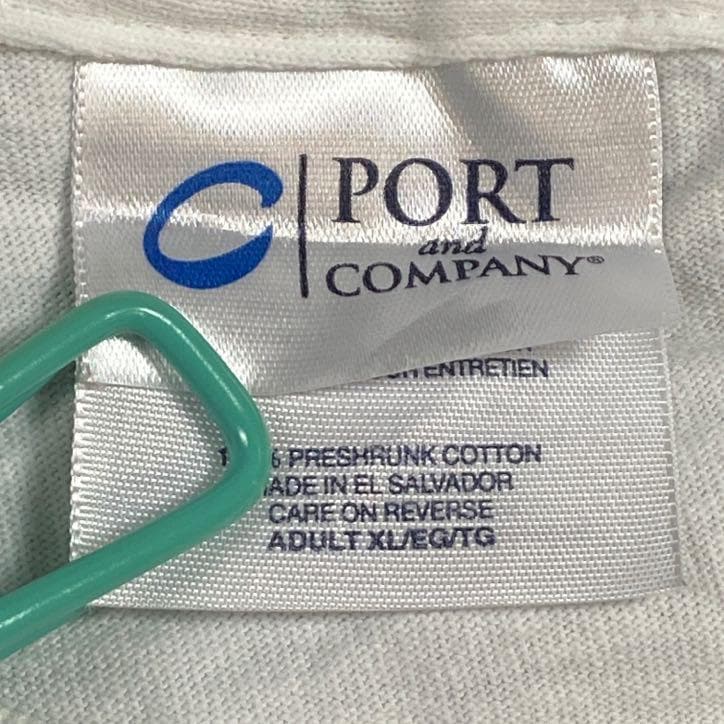 PORT
and
COMPANY®
ENTRETIEN
PRESHRUNK COTTON
MADE IN EL SALVADOR
CARE ON REVERSE
ADULT XL/EG/TG